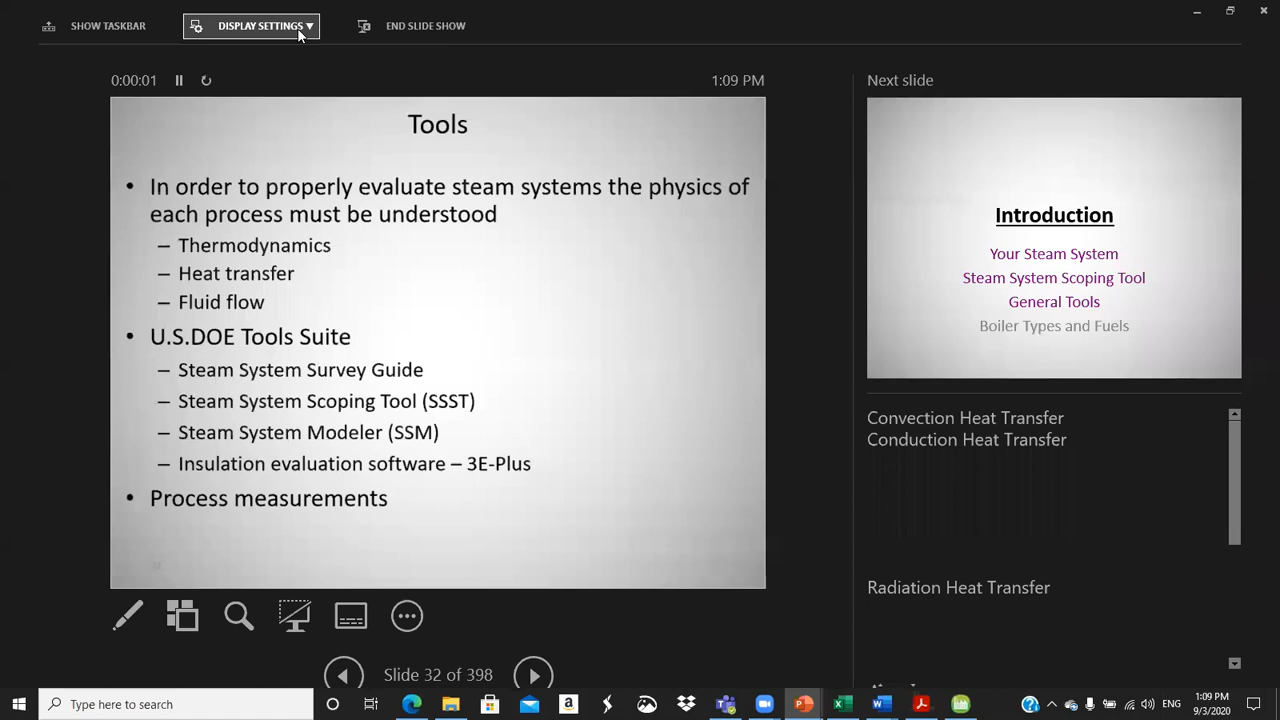 SHOW TASKBAR
DISPLAY SETTINGS ▼
END SLIDE SHOW
0:00:01
1:09 PM
Tools
• In order to properly evaluate steam systems the physics of
each process must be understood
– Thermodynamics
– Heat transfer
– Fluid flow
• U.S.DOE Tools Suite
– Steam System Survey Guide
– Steam System Scoping Tool (SSST)
– Steam System Modeler (SSM)
– Insulation evaluation software – 3E-Plus
• Process measurements
Slide 32 of 398
Next slide
Introduction
Your Steam System
Steam System Scoping Tool
General Tools
Boiler Types and Fuels
Convection Heat Transfer
Conduction Heat Transfer
Radiation Heat Transfer
Type here to search
ENG
1:09 PM
9/3/2020